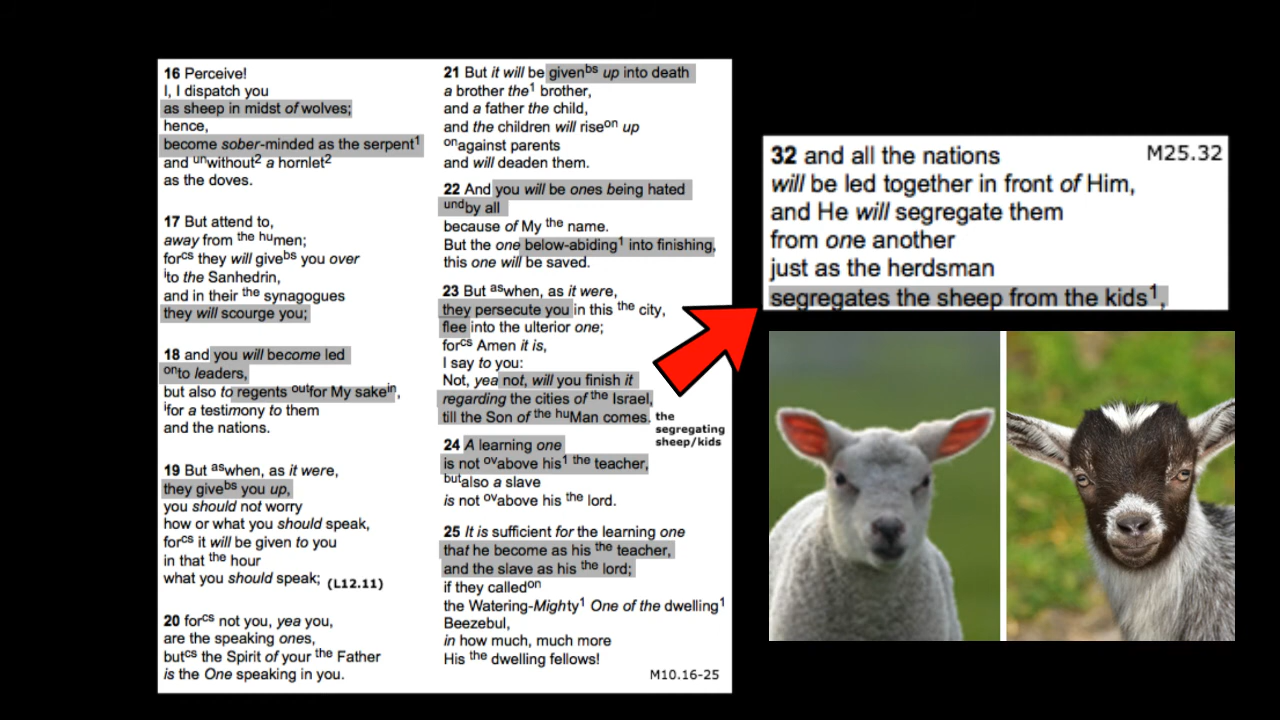 16 Perceive!
I, I dispatch you
as sheep in midst of wolves;
hence,
become sober-minded as the serpent1
and unwithout2 a hornlet2
as the doves.
17 But attend to,
away from the humen;
forcs they will givebs you over
ito the Sanhedrin,
and in their the synagogues
they will scourge you;
18 and you will become led
onto leaders,
but also to regents outfor My sakein,
ifor a testimony to them
and the nations.
19 But aswhen, as it were,
they givebs you up,
you should not worry
how or what you should speak,
forcs it will be given to you
in that the hour
what you should speak; (L12.11)
20 forcs not you, yea you,
are the speaking ones,
butcs the Spirit of your the Father
is the One speaking in you.
21 But it will be givenbs up into death
a brother the1 brother,
and a father the child,
and the children will riseon up
onagainst parents
and will deaden them.
22 And you will be ones being hated
undby all
because of My the name.
But the one below-abiding1 into finishing,
this one will be saved.
23 But aswhen, as it were,
they persecute you in this the city,
flee into the ulterior one;
forcs Amen it is,
I say to you:
Not, yea not, will you finish it
regarding the cities of the Israel,
till the Son of the huMan comes.
the
segregating
sheep/kids
24 A learning one
is not ovabove his1 the teacher,
butalso a slave
is not ovabove his the lord.
25 It is sufficient for the learning one
that he become as his the teacher,
and the slave as his the lord;
if they calledon
the Watering-Mighty1 One of the dwelling1
Beezebul,
in how much, much more
His the dwelling fellows!
M10.16-25
32 and all the nations M25.32
will be led together in front of Him,
and He will segregate them
from one another
just as the herdsman
segregates the sheep from the kids1,